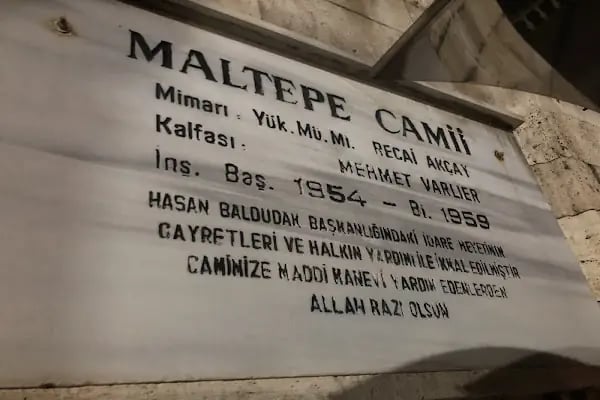 MALTEPE CAMİİ
Mimarı : Yük. Mü. Mi. RECAİ AKÇAY
Kalfası : MEHMET VARLIER
İnş. Baş. 1954 - Bi. 1959
HASAN BALDUDAK BAŞKANLIĞINDAKİ İDARE HEYETİNİN
GAYRETLERİ VE HALKIN YARDIMI İLE İKMAL EDİLMİŞTİR
CAMİNİZE MADDİ MANEVİ YARDIM EDENLERDEN
ALLAH RAZI OLSUN